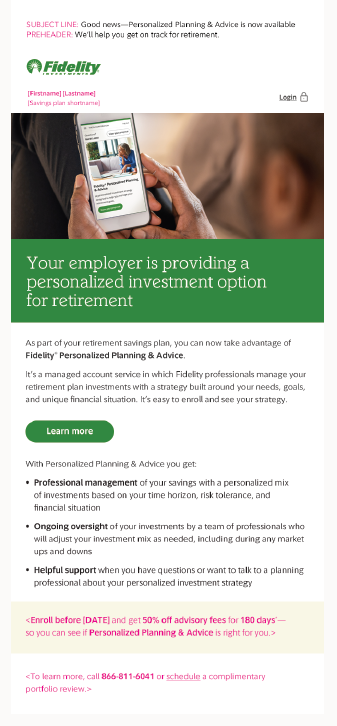 SUBJECT LINE: Good news—Personalized Planning & Advice is now available
PREHEADER: We'll help you get on track for retirement.
Fidelity
INVESTMENTS
[Firstname] [Lastname]
[Savings plan shortname]
Login
Your employer is providing a
personalized investment option
for retirement
As part of your retirement savings plan, you can now take advantage of
Fidelity® Personalized Planning & Advice.
It's a managed account service in which Fidelity professionals manage your
retirement plan investments with a strategy built around your needs, goals,
and unique financial situation. It's easy to enroll and see your strategy.
Learn more
With Personalized Planning & Advice you get:
• Professional management of your savings with a personalized mix
of investments based on your time horizon, risk tolerance, and
financial situation
• Ongoing oversight of your investments by a team of professionals who
will adjust your investment mix as needed, including during any market
ups and downs
• Helpful support when you have questions or want to talk to a planning
professional about your personalized investment strategy
<Enroll before [DATE] and get 50% off advisory fees for 180 days—
so you can see if Personalized Planning & Advice is right for you.>
<To learn more, call 866-811-6041 or schedule a complimentary
portfolio review.>